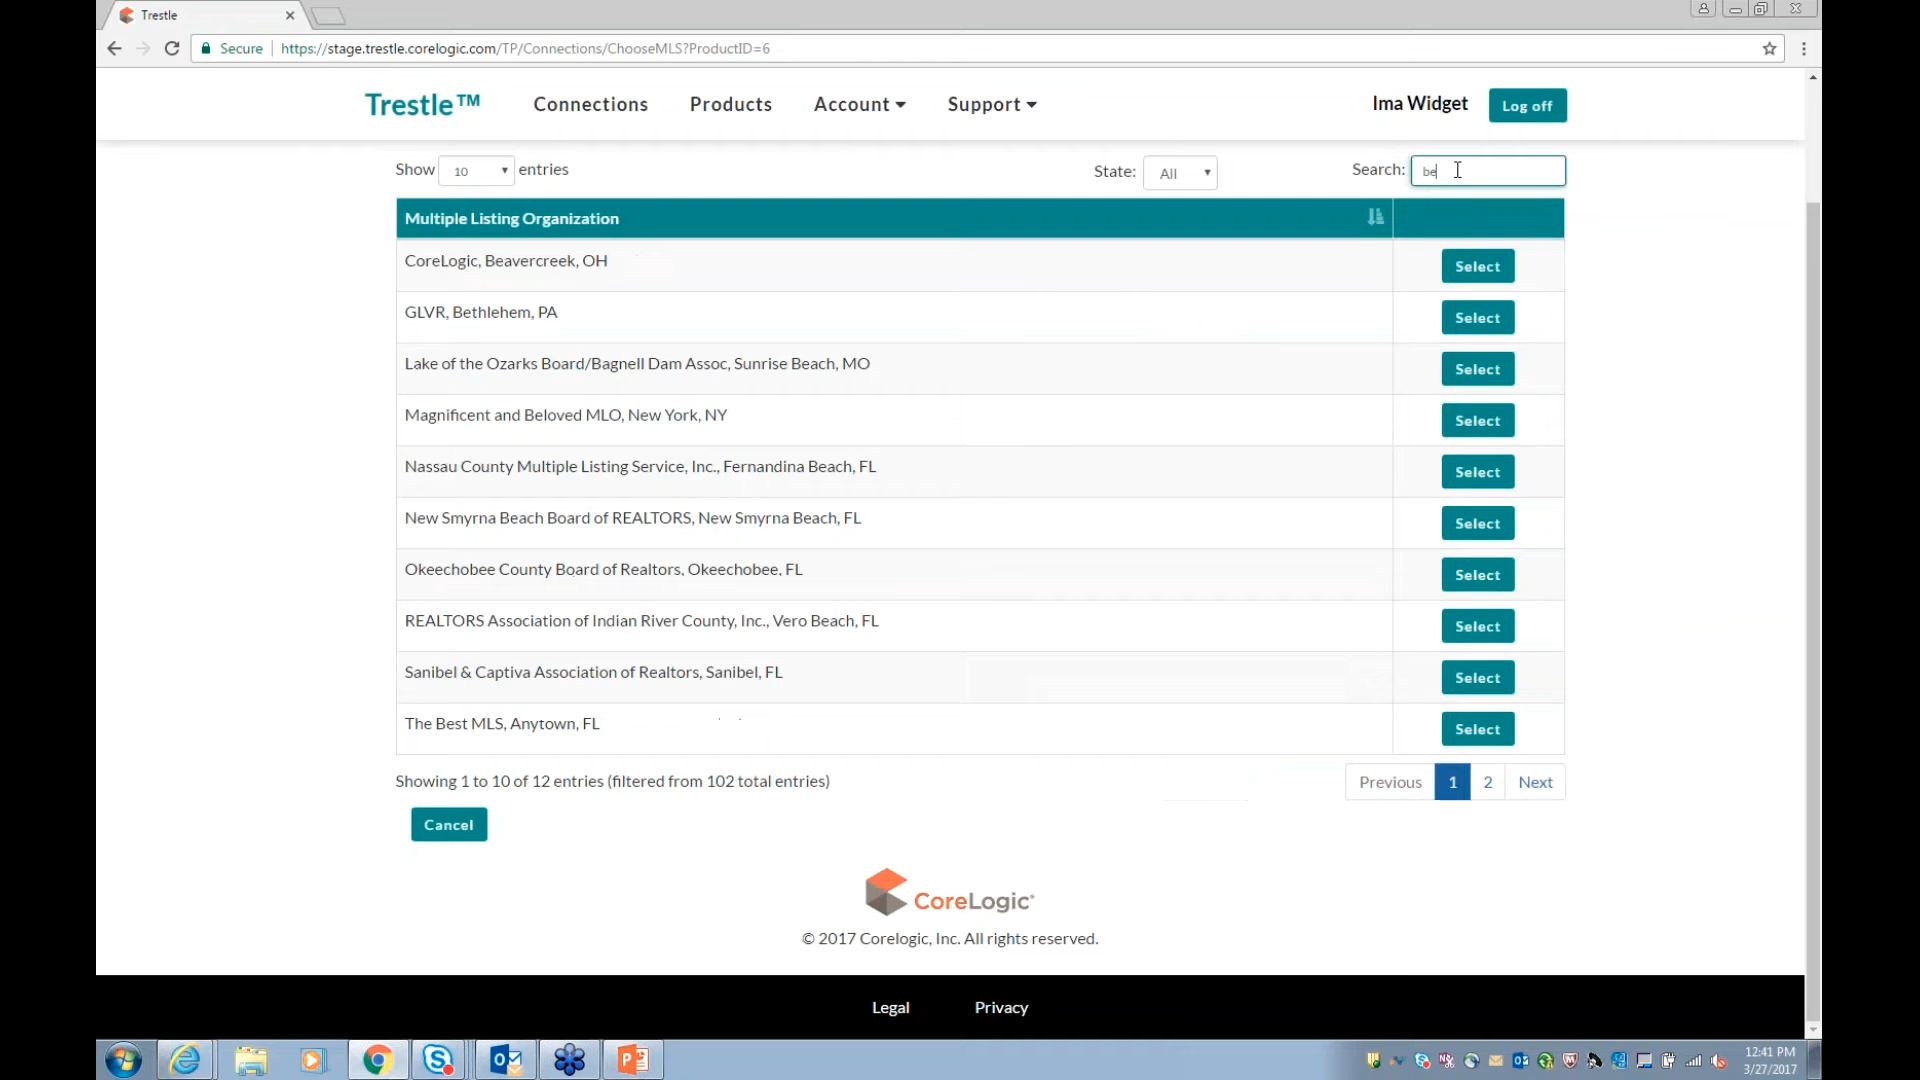 Trestle
Secure https://stage.trestle.corelogic.com/TP/Connections/ChooseMLS?ProductID=6
Trestle™ Connections Products Account Support Ima Widget Log off
Show 10 entries State: All Search: be
Multiple Listing Organization
CoreLogic, Beavercreek, OH Select
GLVR, Bethlehem, PA Select
Lake of the Ozarks Board/Bagnell Dam Assoc, Sunrise Beach, MO Select
Magnificent and Beloved MLO, New York, NY Select
Nassau County Multiple Listing Service, Inc., Fernandina Beach, FL Select
New Smyrna Beach Board of REALTORS, New Smyrna Beach, FL Select
Okeechobee County Board of Realtors, Okeechobee, FL Select
REALTORS Association of Indian River County, Inc., Vero Beach, FL Select
Sanibel & Captiva Association of Realtors, Sanibel, FL Select
The Best MLS, Anytown, FL Select
Showing 1 to 10 of 12 entries (filtered from 102 total entries) Previous 1 2 Next
Cancel
CoreLogic®
© 2017 Corelogic, Inc. All rights reserved.
Legal Privacy
12:41 PM
3/27/2017